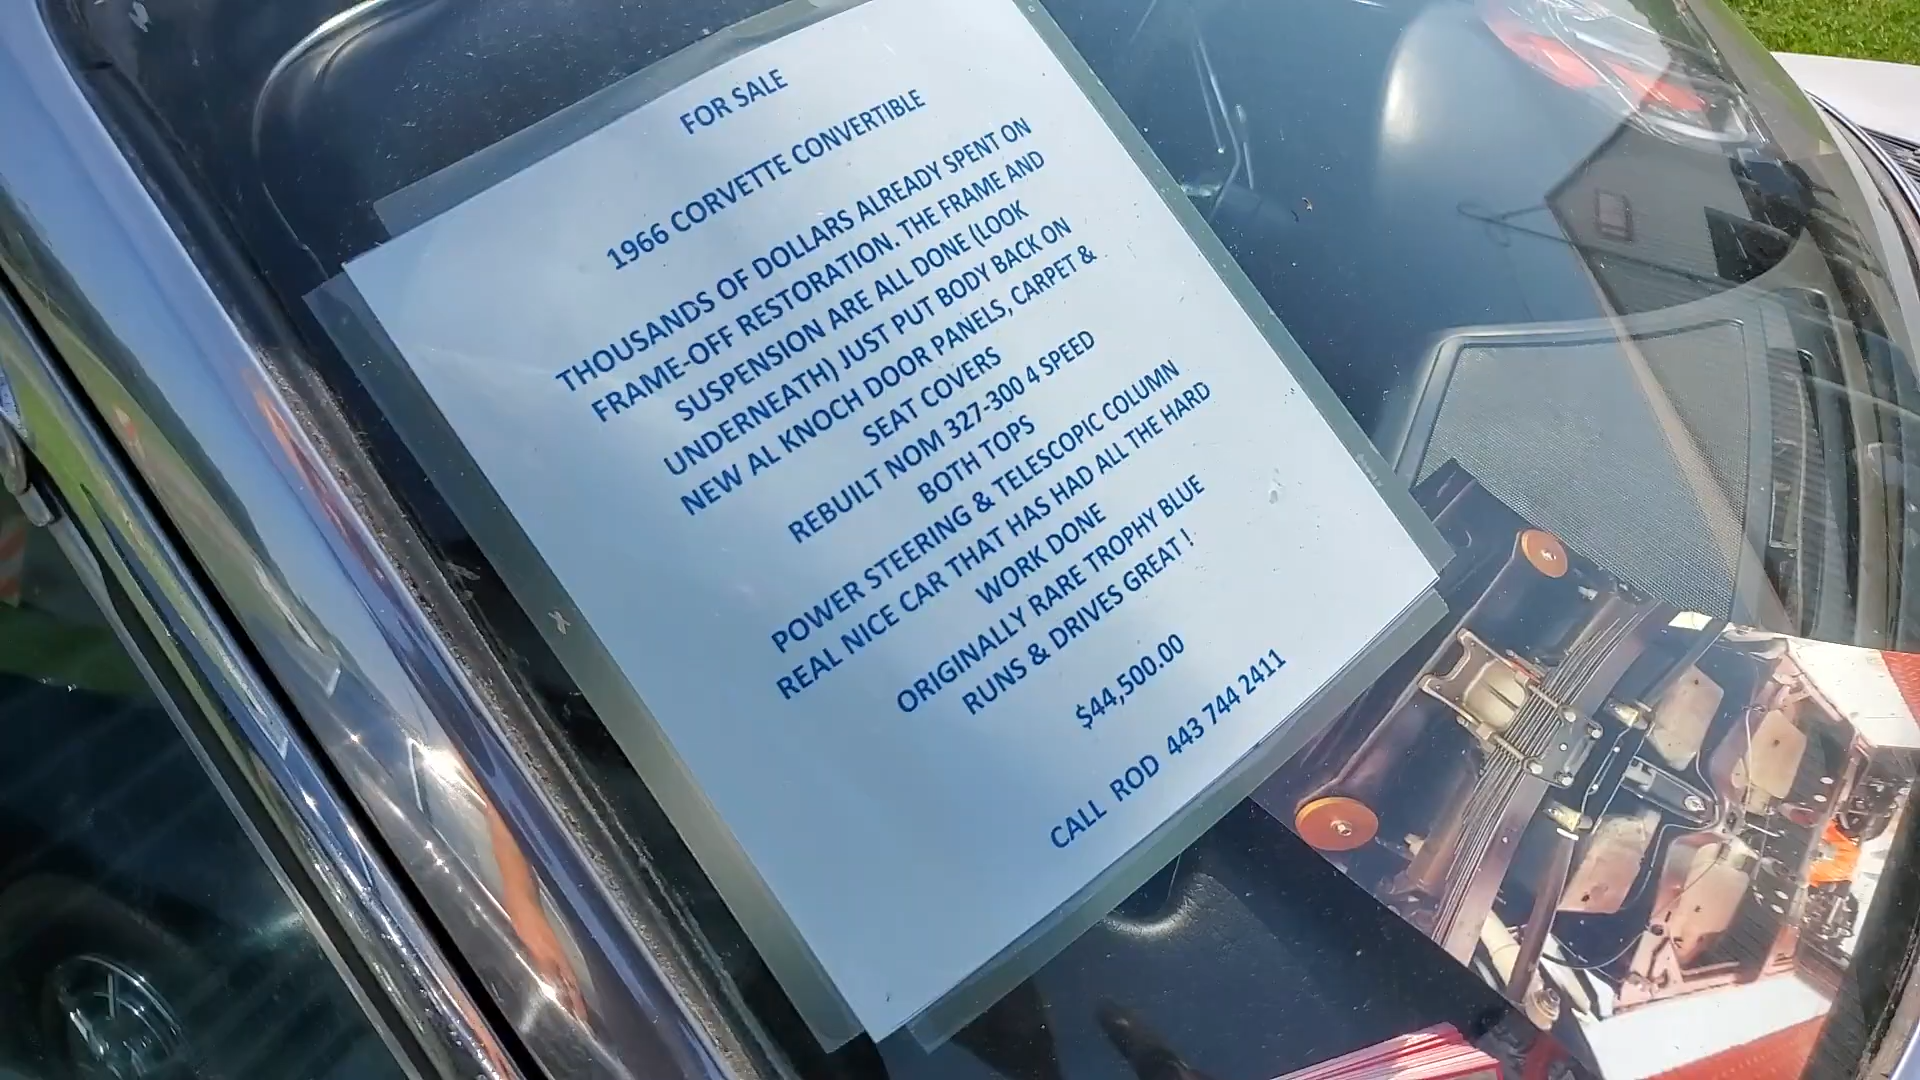 FOR SALE
1966 CORVETTE CONVERTIBLE
THOUSANDS OF DOLLARS ALREADY SPENT ON
FRAME-OFF RESTORATION. THE FRAME AND
SUSPENSION ARE ALL DONE (LOOK
UNDERNEATH) JUST PUT BODY BACK ON
NEW AL KNOCH DOOR PANELS, CARPET &
SEAT COVERS
REBUILT NOM 327-300 4 SPEED
BOTH TOPS
POWER STEERING & TELESCOPIC COLUMN
REAL NICE CAR THAT HAS HAD ALL THE HARD
WORK DONE
ORIGINALLY RARE TROPHY BLUE
RUNS & DRIVES GREAT !
$44,500.00
CALL ROD 443 744 2411